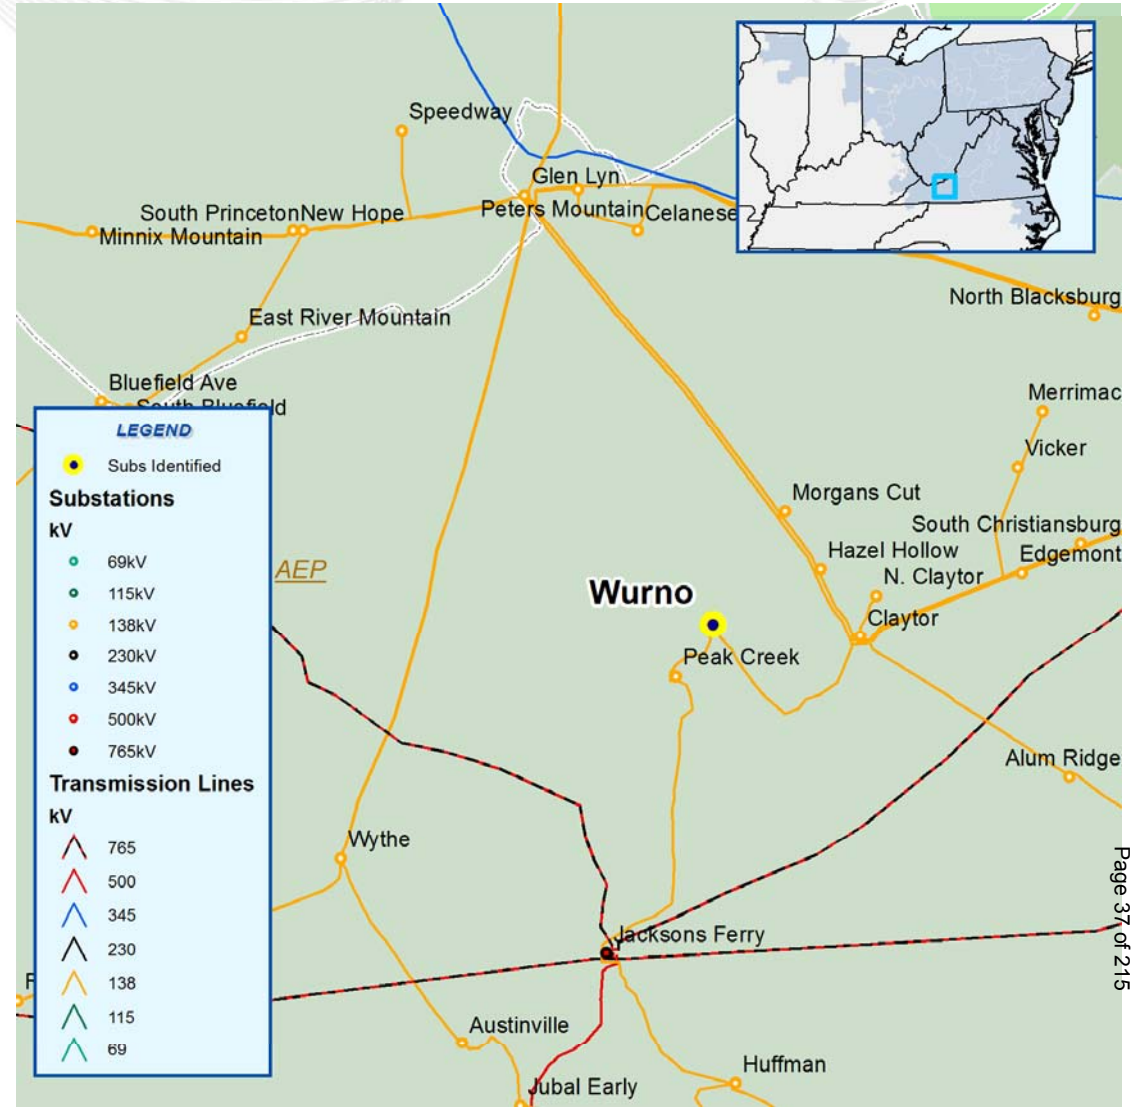 Speedway
Glen Lyn
South Princeton
New Hope
Peters Mountain
Celanese
Minnix Mountain
North Blacksburg
East River Mountain
Bluefield Ave
South Bluefield
Merrimac
Vicker
Morgans Cut
South Christiansburg
Hazel Hollow
Edgemont
N. Claytor
AEP
Wurno
Claytor
Peak Creek
Alum Ridge
Wythe
Jacksons Ferry
F
Austinville
Huffman
Jubal Early
LEGEND
Subs Identified
Substations
kV
69kV
115kV
138kV
230kV
345kV
500kV
765kV
Transmission Lines
kV
765
500
345
230
138
115
69
Page 37 of 215